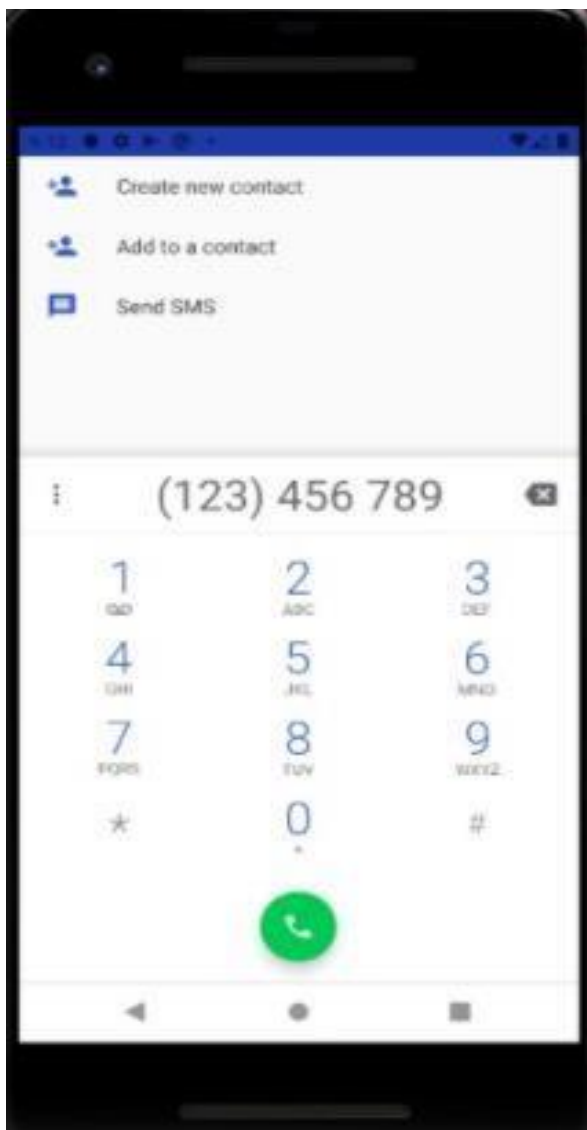 Create new contact
Add to a contact
Send SMS
(123) 456 789
1 2 3
ABC DEF
4 5 6
GHI JKL MNO
7 8 9
PQRS TUV WXYZ
* 0 #
+